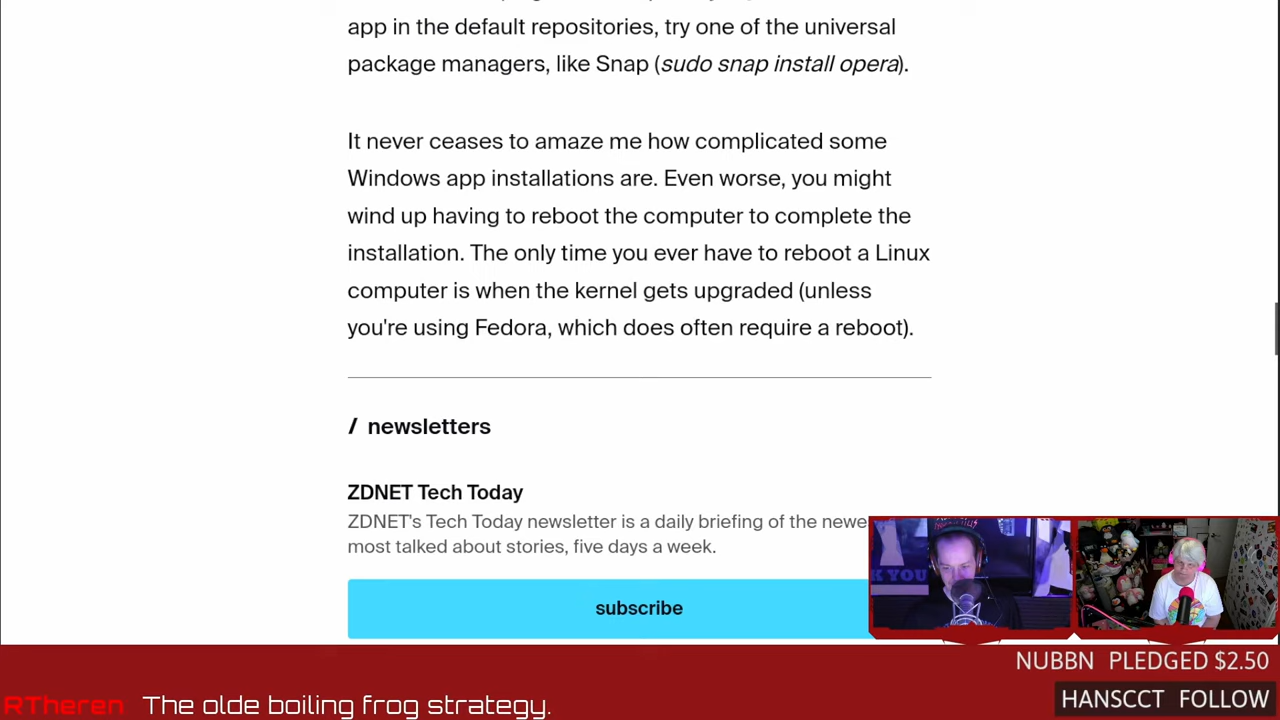 app in the default repositories, try one of the universal
package managers, like Snap (sudo snap install opera).
It never ceases to amaze me how complicated some
Windows app installations are. Even worse, you might
wind up having to reboot the computer to complete the
installation. The only time you ever have to reboot a Linux
computer is when the kernel gets upgraded (unless
you're using Fedora, which does often require a reboot).
/ newsletters
ZDNET Tech Today
ZDNET's Tech Today newsletter is a daily briefing of the newe
most talked about stories, five days a week.
subscribe
K YOU
NUBBN PLEDGED $2.50
HANSCCT FOLLOW
RTheren The olde boiling frog strategy.